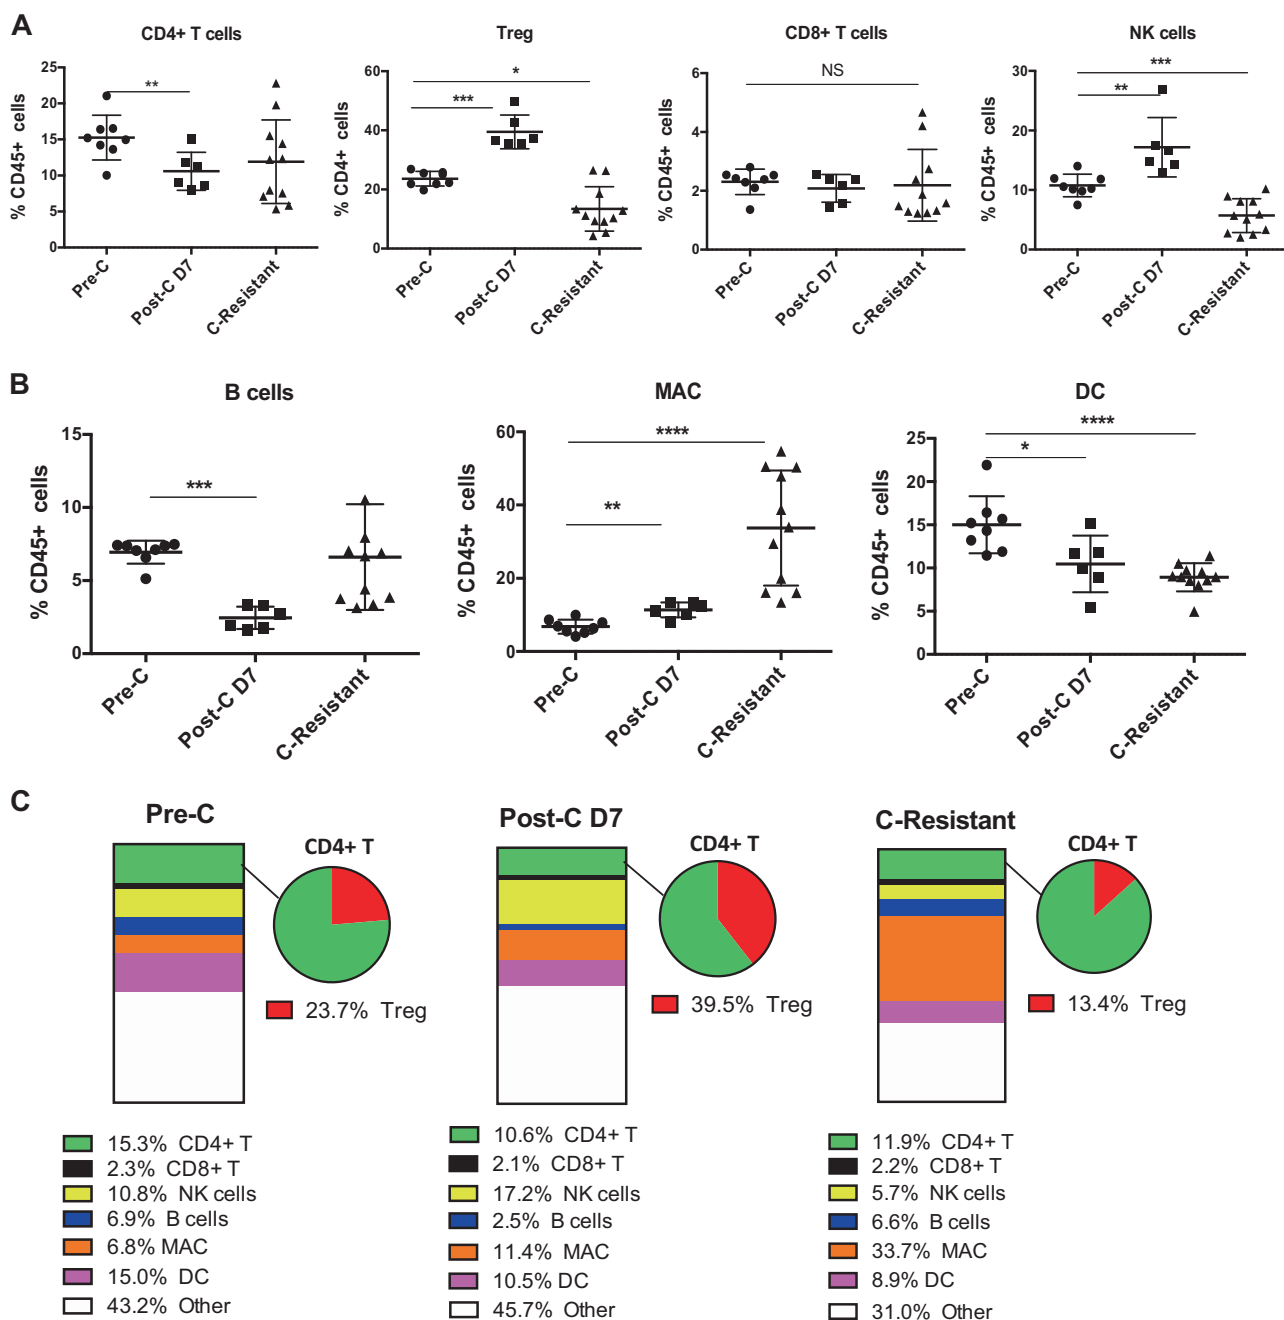 A
CD4+ T cells
Treg
CD8+ T cells
NK cells
% CD45+ cells
25
20
15
10
5
0
**
Pre-C
Post-C D7
C-Resistant
% CD4+ cells
60
40
20
0
*
***
Pre-C
Post-C D7
C-Resistant
% CD45+ cells
6
4
2
0
NS
Pre-C
Post-C D7
C-Resistant
% CD45+ cells
30
20
10
0
***
**
Pre-C
Post-C D7
C-Resistant
B
B cells
MAC
DC
% CD45+ cells
15
10
5
0
***
Pre-C
Post-C D7
C-Resistant
% CD45+ cells
60
40
20
0
****
**
Pre-C
Post-C D7
C-Resistant
% CD45+ cells
25
20
15
10
5
0
****
*
Pre-C
Post-C D7
C-Resistant
C
Pre-C
CD4+ T
23.7% Treg
15.3% CD4+ T
2.3% CD8+ T
10.8% NK cells
6.9% B cells
6.8% MAC
15.0% DC
43.2% Other
Post-C D7
CD4+ T
39.5% Treg
10.6% CD4+ T
2.1% CD8+ T
17.2% NK cells
2.5% B cells
11.4% MAC
10.5% DC
45.7% Other
C-Resistant
CD4+ T
13.4% Treg
11.9% CD4+ T
2.2% CD8+ T
5.7% NK cells
6.6% B cells
33.7% MAC
8.9% DC
31.0% Other